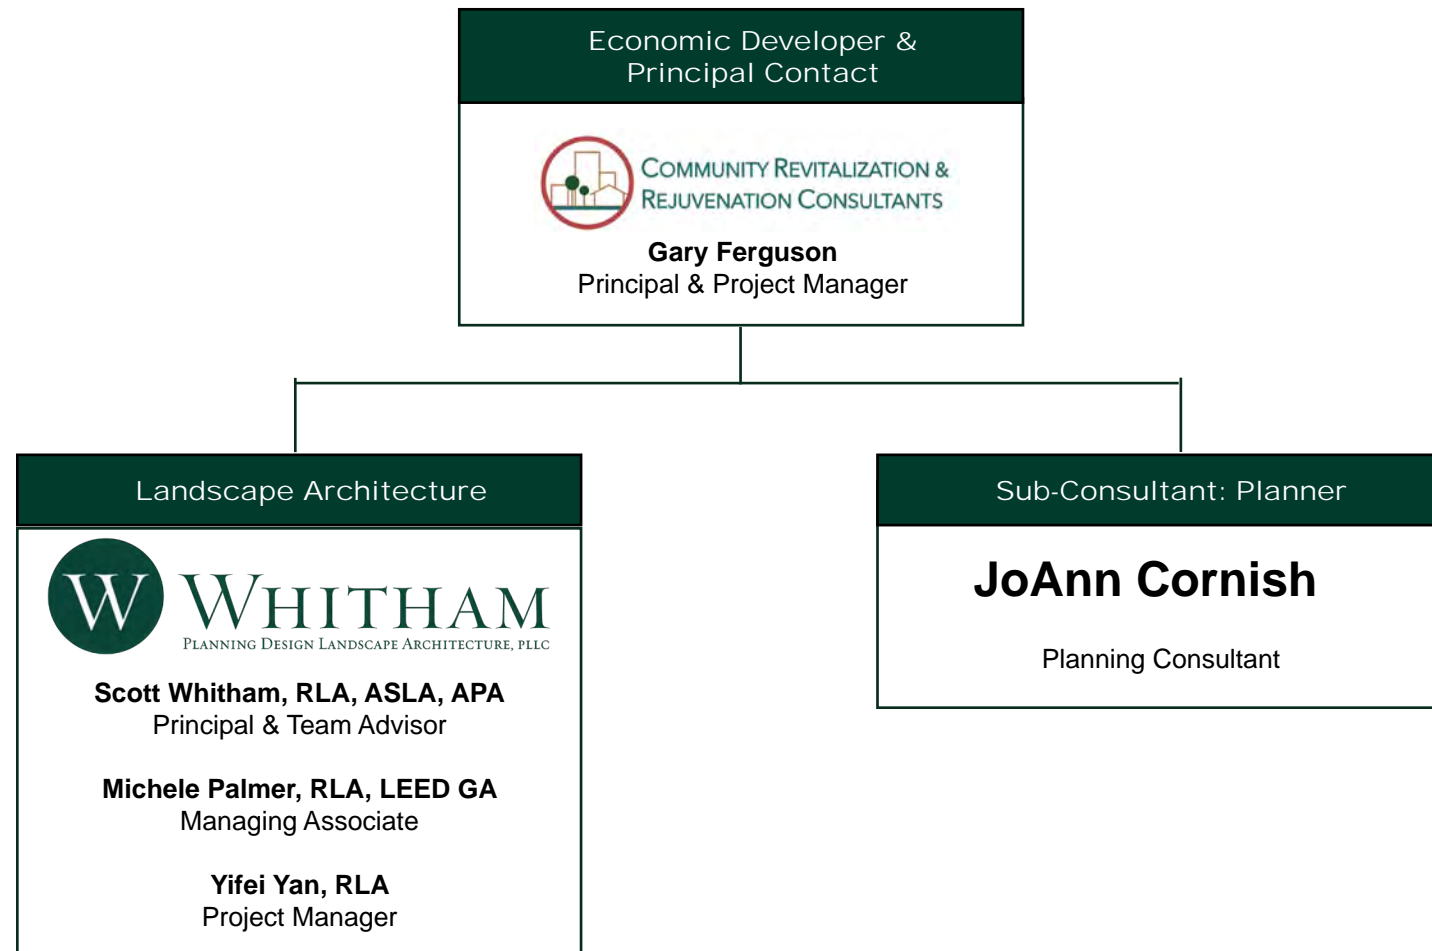 Economic Developer &
Principal Contact
COMMUNITY REVITALIZATION &
REJUVENATION CONSULTANTS
Gary Ferguson
Principal & Project Manager
Landscape Architecture
W
WHITHAM
PLANNING DESIGN LANDSCAPE ARCHITECTURE, PLLC
Scott Whitham, RLA, ASLA, APA
Principal & Team Advisor
Michele Palmer, RLA, LEED GA
Managing Associate
Yifei Yan, RLA
Project Manager
Sub-Consultant: Planner
JoAnn Cornish
Planning Consultant